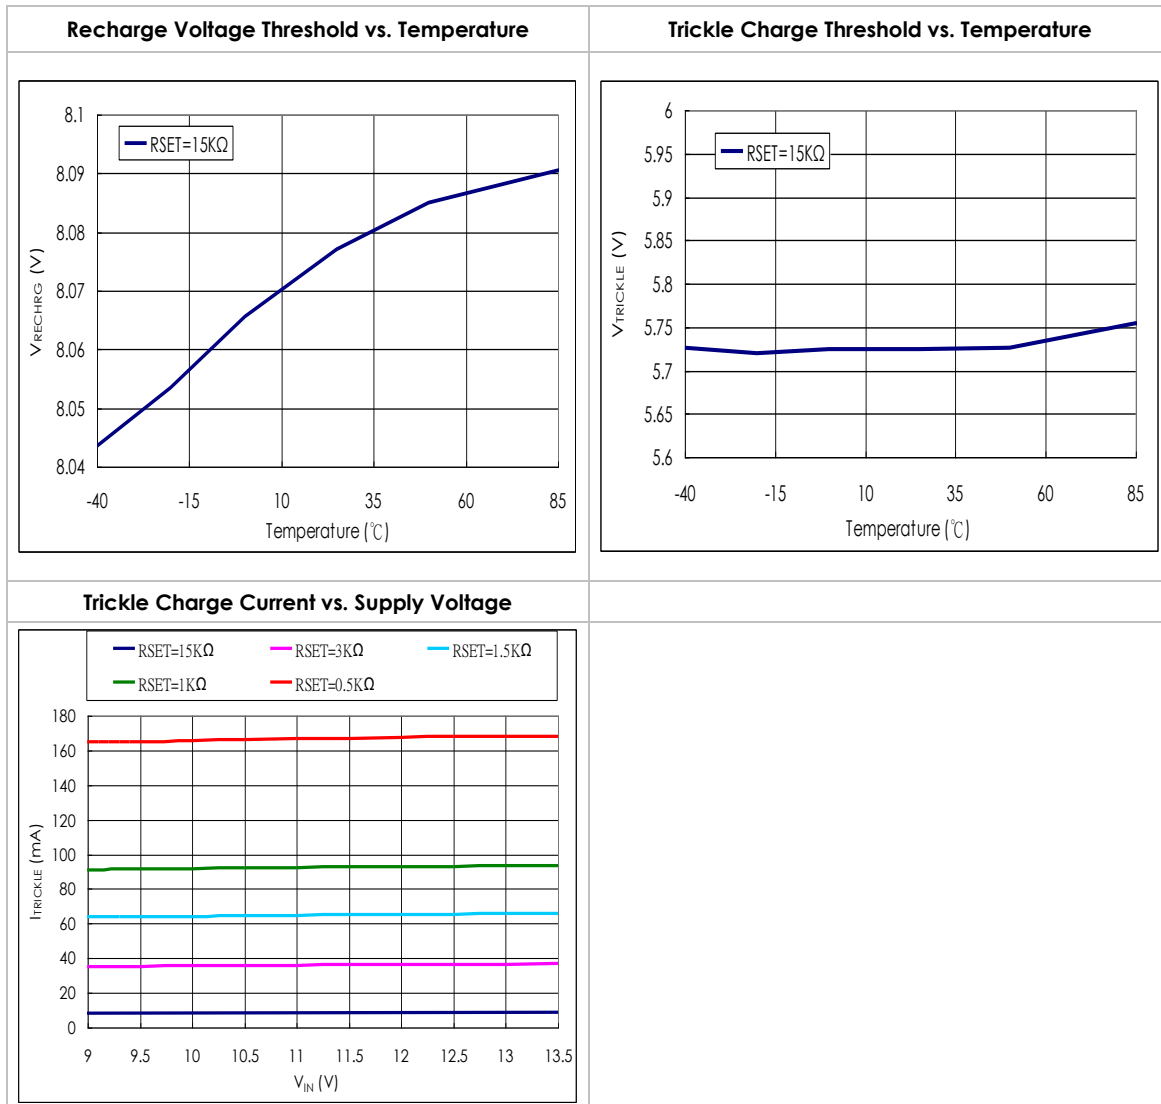 Recharge Voltage Threshold vs. Temperature
Trickle Charge Threshold vs. Temperature
RSET=15KΩ
8.1
8.09
8.08
8.07
8.06
8.05
8.04
VRECHRG (V)
-40 -15 10 35 60 85
Temperature (℃)
RSET=15KΩ
6
5.95
5.9
5.85
5.8
5.75
5.7
5.65
5.6
VTRICKLE (V)
-40 -15 10 35 60 85
Temperature (℃)
Trickle Charge Current vs. Supply Voltage
RSET=15KΩ RSET=3KΩ RSET=1.5KΩ
RSET=1KΩ RSET=0.5KΩ
180
160
140
120
100
80
60
40
20
0
ITRICKLE (mA)
9 9.5 10 10.5 11 11.5 12 12.5 13 13.5
VIN (V)